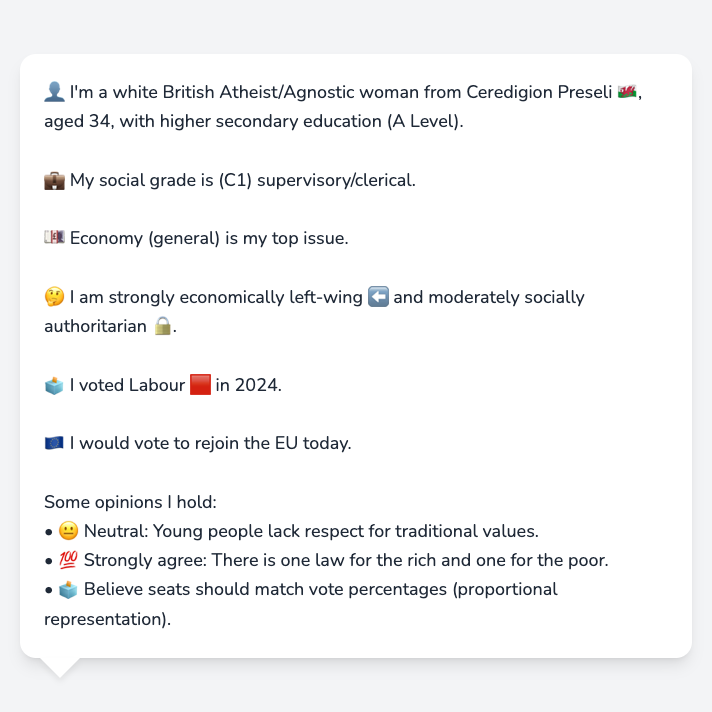 👤 I'm a white British Atheist/Agnostic woman from Ceredigion Preseli 🏴󠁧󠁢󠁷󠁬󠁳󠁿,
aged 34, with higher secondary education (A Level).
💼 My social grade is (C1) supervisory/clerical.
💷 Economy (general) is my top issue.
🤔 I am strongly economically left-wing ⬅️ and moderately socially
authoritarian 🔒.
🗳️ I voted Labour 🟥 in 2024.
🇪🇺 I would vote to rejoin the EU today.
Some opinions I hold:
• 😐 Neutral: Young people lack respect for traditional values.
• 💯 Strongly agree: There is one law for the rich and one for the poor.
• 🗳️ Believe seats should match vote percentages (proportional
representation).